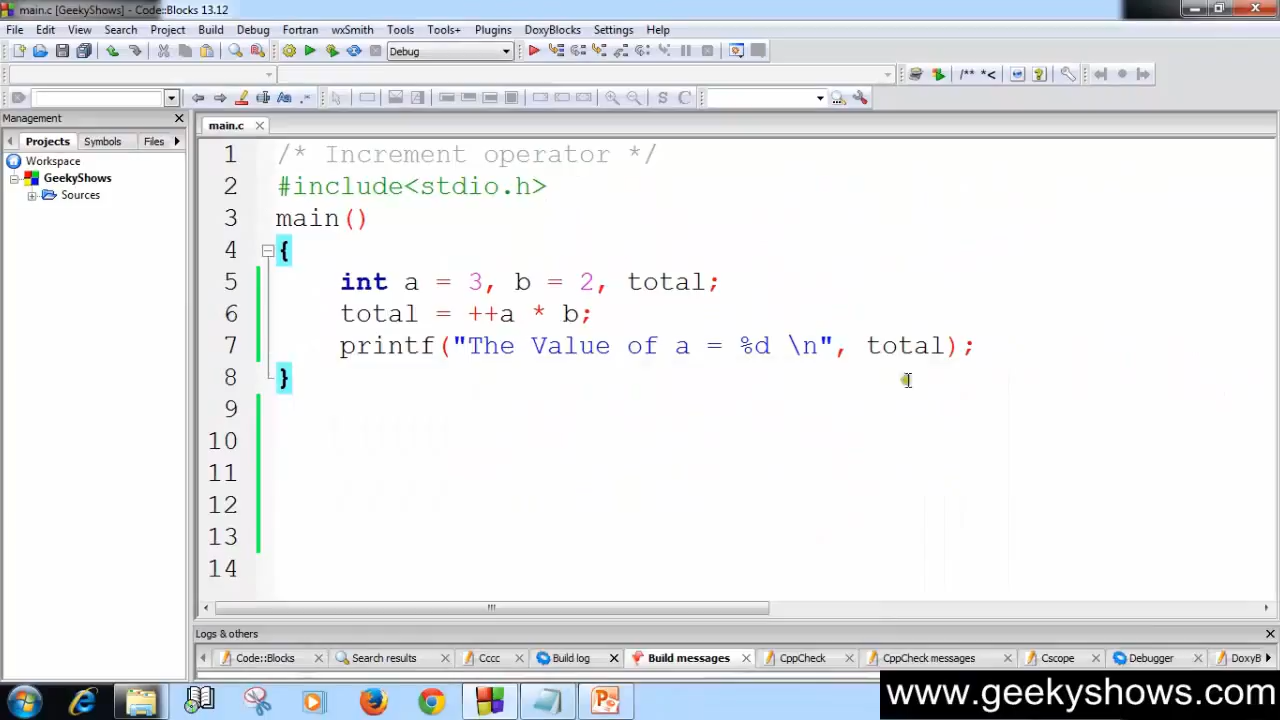 main.c [GeekyShows] - Code::Blocks 13.12
File Edit View Search Project Build Debug Fortran wxSmith Tools Tools+ Plugins DoxyBlocks Settings Help
Debug
/** *<
S C
Management
main.c
Projects Symbols Files
Workspace
GeekyShows
Sources
1 /* Increment operator */
2 #include<stdio.h>
3 main()
4 {
5 int a = 3, b = 2, total;
6 total = ++a * b;
7 printf("The Value of a = %d \n", total);
8 }
9
10
11
12
13
14
Logs & others
Code::Blocks Search results Cccc Build log Build messages CppCheck CppCheck messages Cscope Debugger DoxyB
www.geekyshows.com